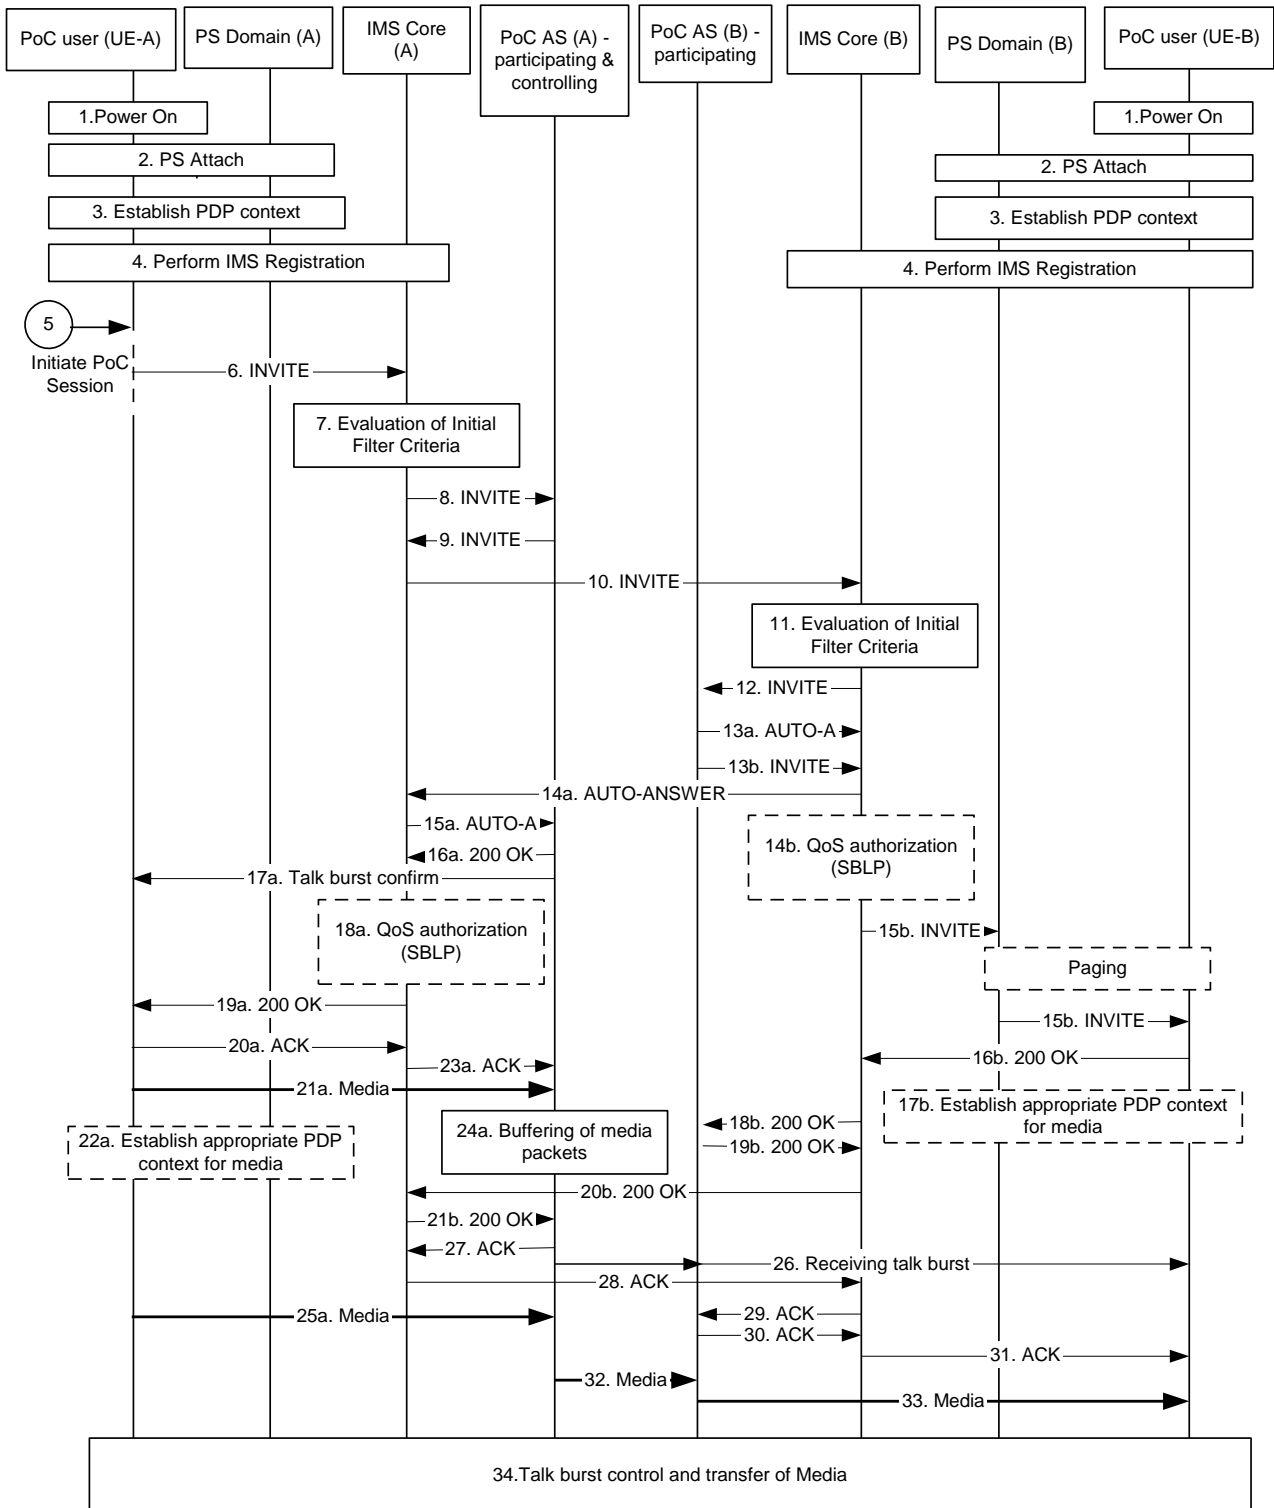 PoC user (UE-A)
PS Domain (A)
IMS Core
(A)
PoC AS (A) -
participating &
controlling
PoC AS (B) -
participating
IMS Core (B)
PS Domain (B)
PoC user (UE-B)
1.Power On
1.Power On
2. PS Attach
2. PS Attach
3. Establish PDP context
3. Establish PDP context
4. Perform IMS Registration
4. Perform IMS Registration
5
Initiate PoC
Session
6. INVITE
7. Evaluation of Initial
Filter Criteria
8. INVITE
9. INVITE
10. INVITE
11. Evaluation of Initial
Filter Criteria
12. INVITE
13a. AUTO-A
13b. INVITE
14a. AUTO-ANSWER
15a. AUTO-A
14b. QoS authorization
(SBLP)
16a. 200 OK
17a. Talk burst confirm
18a. QoS authorization
(SBLP)
15b. INVITE
Paging
19a. 200 OK
15b. INVITE
20a. ACK
16b. 200 OK
23a. ACK
21a. Media
17b. Establish appropriate PDP context
for media
18b. 200 OK
22a. Establish appropriate PDP
context for media
24a. Buffering of media
packets
19b. 200 OK
20b. 200 OK
21b. 200 OK
27. ACK
26. Receiving talk burst
28. ACK
25a. Media
29. ACK
30. ACK
31. ACK
32. Media
33. Media
34.Talk burst control and transfer of Media